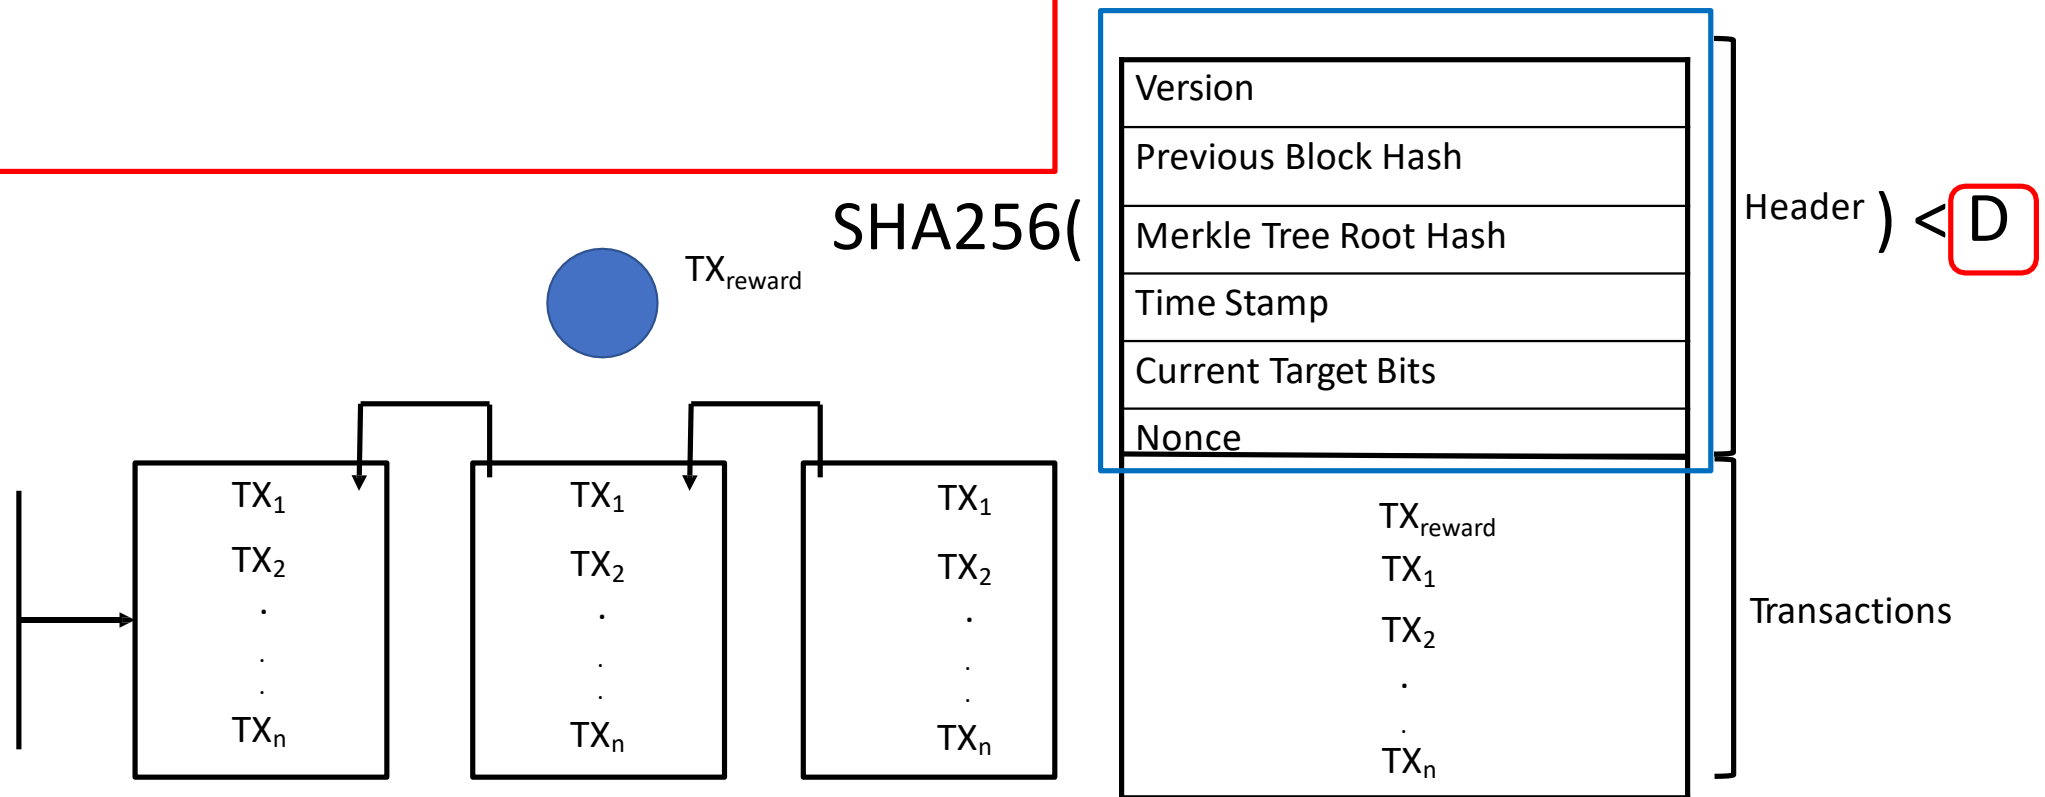 SHA256(
Version
Previous Block Hash
Merkle Tree Root Hash
Time Stamp
Current Target Bits
Nonce
Header
) < D
TXreward
TX1
TX2
.
.
.
TXn
TX1
TX2
.
.
.
TXn
TX1
TX2
.
.
.
TXn
TXreward
TX1
TX2
.
.
TXn
Transactions